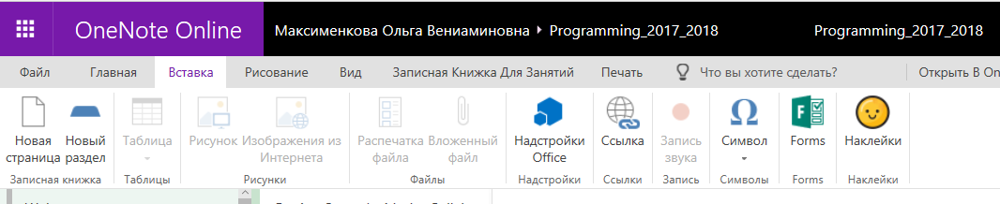 OneNote Online
Максименкова Ольга Вениаминовна ▸ Programming_2017_2018
Programming_2017_2018
Файл Главная Вставка Рисование Вид Записная Книжка Для Занятий Печать Что вы хотите сделать? Открыть В On
Новая страница
Новый раздел
Таблица
Рисунок
Изображения из Интернета
Распечатка файла
Вложенный файл
Надстройки Office
Ссылка
Запись звука
Символ
Forms
Наклейки
Записная книжка Таблицы Рисунки Файлы Надстройки Ссылки Запись Символы Forms Наклейки